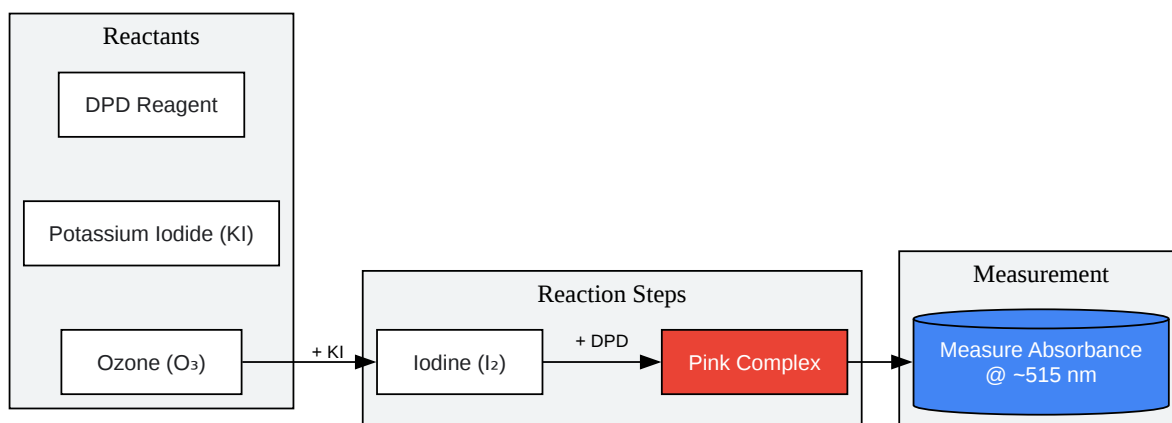 Reactants
DPD Reagent
Potassium Iodide (KI)
Ozone (O₃)
+ KI
Reaction Steps
Iodine (I₂)
+ DPD
Pink Complex
Measurement
Measure Absorbance
@ ~515 nm